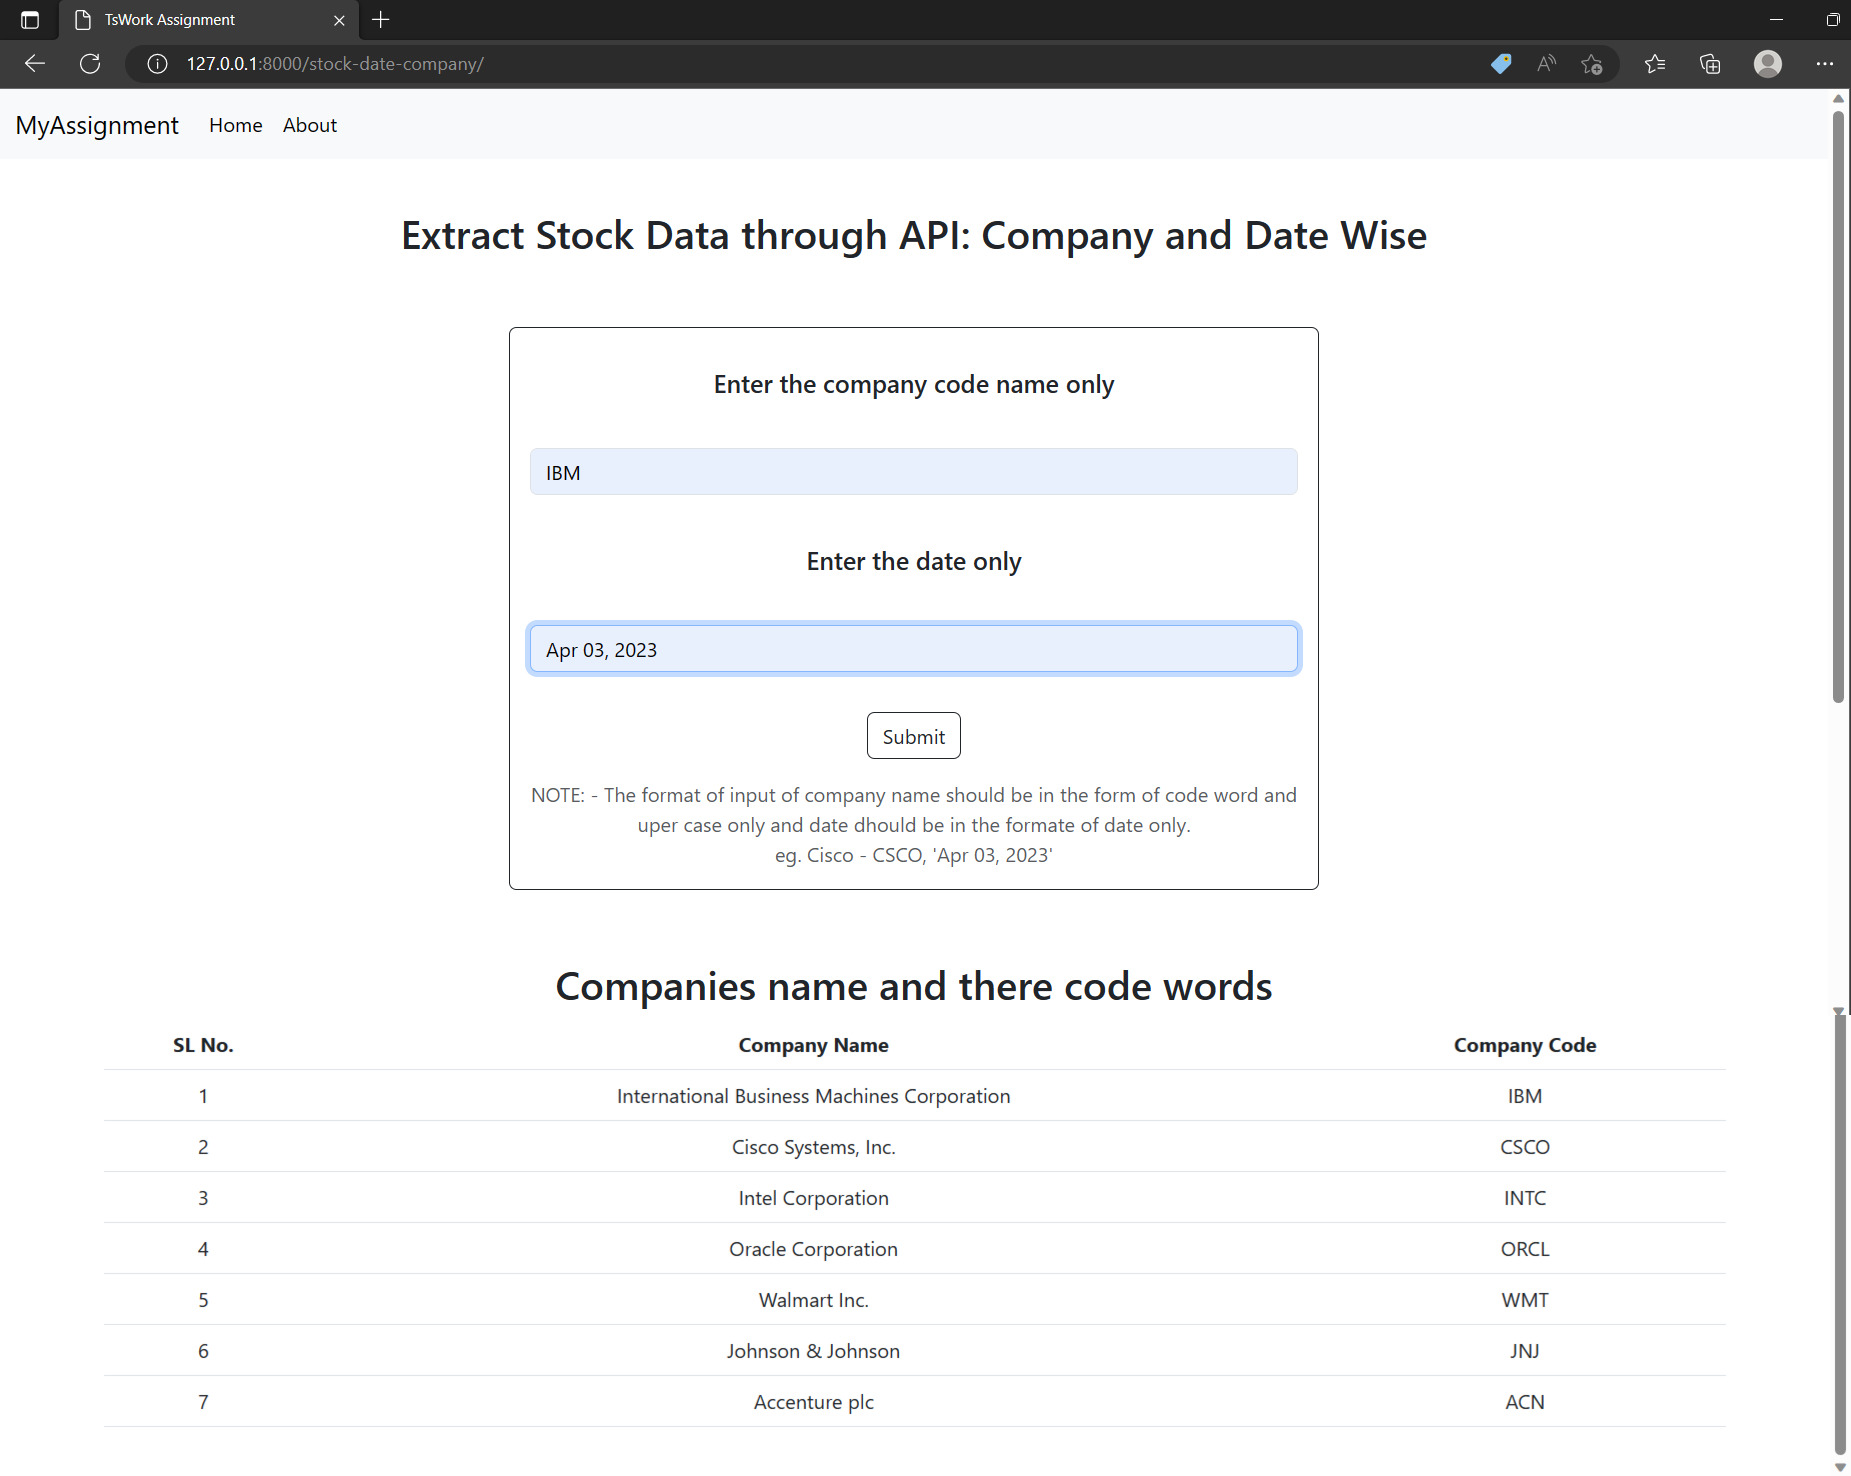 TsWork Assignment
127.0.0.1:8000/stock-date-company/
MyAssignment Home About
Extract Stock Data through API: Company and Date Wise
Enter the company code name only
IBM
Enter the date only
Apr 03, 2023
Submit
NOTE: - The format of input of company name should be in the form of code word and
uper case only and date dhould be in the formate of date only.
eg. Cisco - CSCO, 'Apr 03, 2023'
Companies name and there code words
SL No. Company Name Company Code
1 International Business Machines Corporation IBM
2 Cisco Systems, Inc. CSCO
3 Intel Corporation INTC
4 Oracle Corporation ORCL
5 Walmart Inc. WMT
6 Johnson & Johnson JNJ
7 Accenture plc ACN